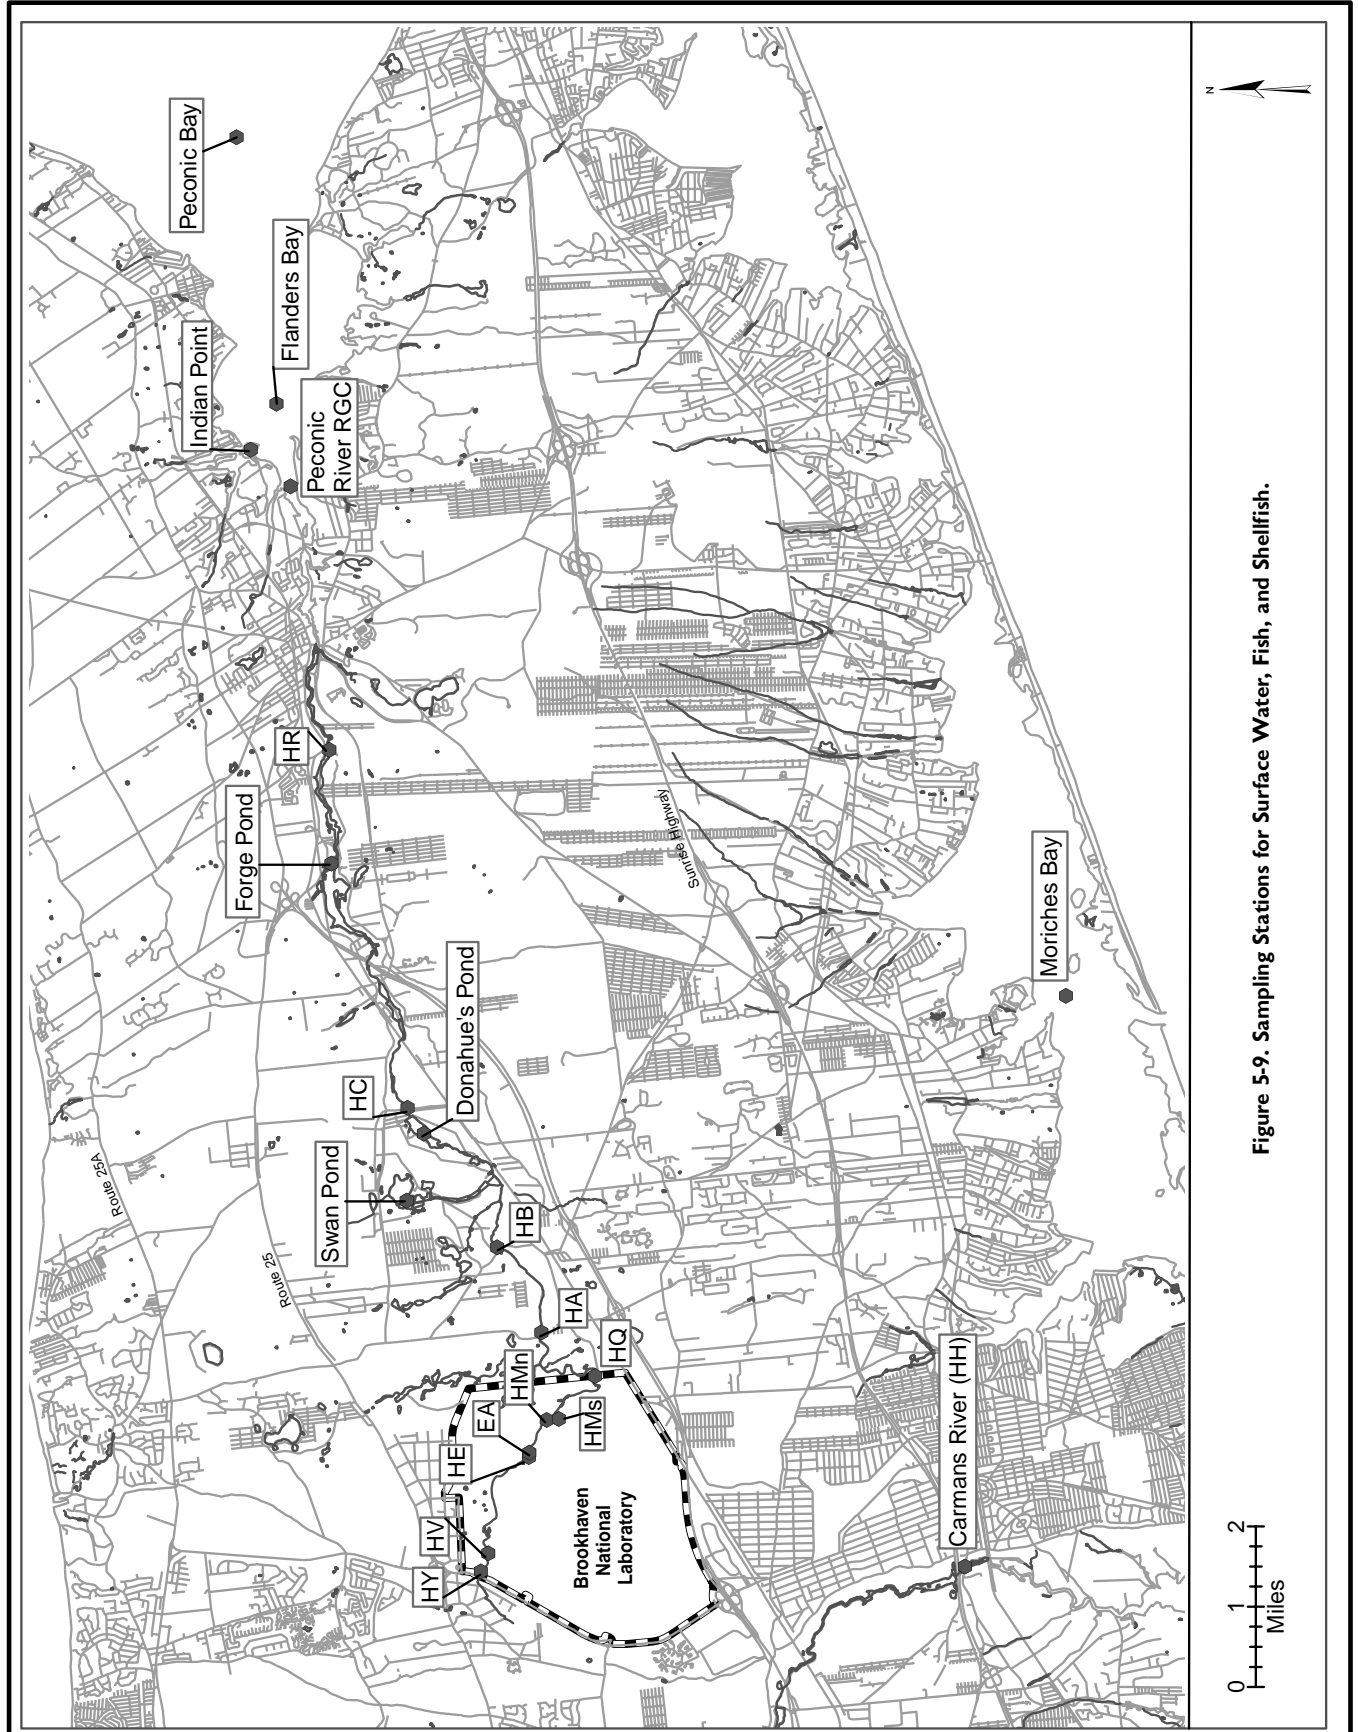 Peconic Bay
Flanders Bay
Indian Point
Peconic
River RGC
HR
Forge Pond
Sunrise Highway
Moriches Bay
Donahue's Pond
HC
Swan Pond
Route 25A
Route 25
HB
HA
HQ
HMn
HMs
EA
HE
HV
HY
Brookhaven
National
Laboratory
Carmans River (HH)
N
0 1 2
Miles
Figure 5-9. Sampling Stations for Surface Water, Fish, and Shellfish.